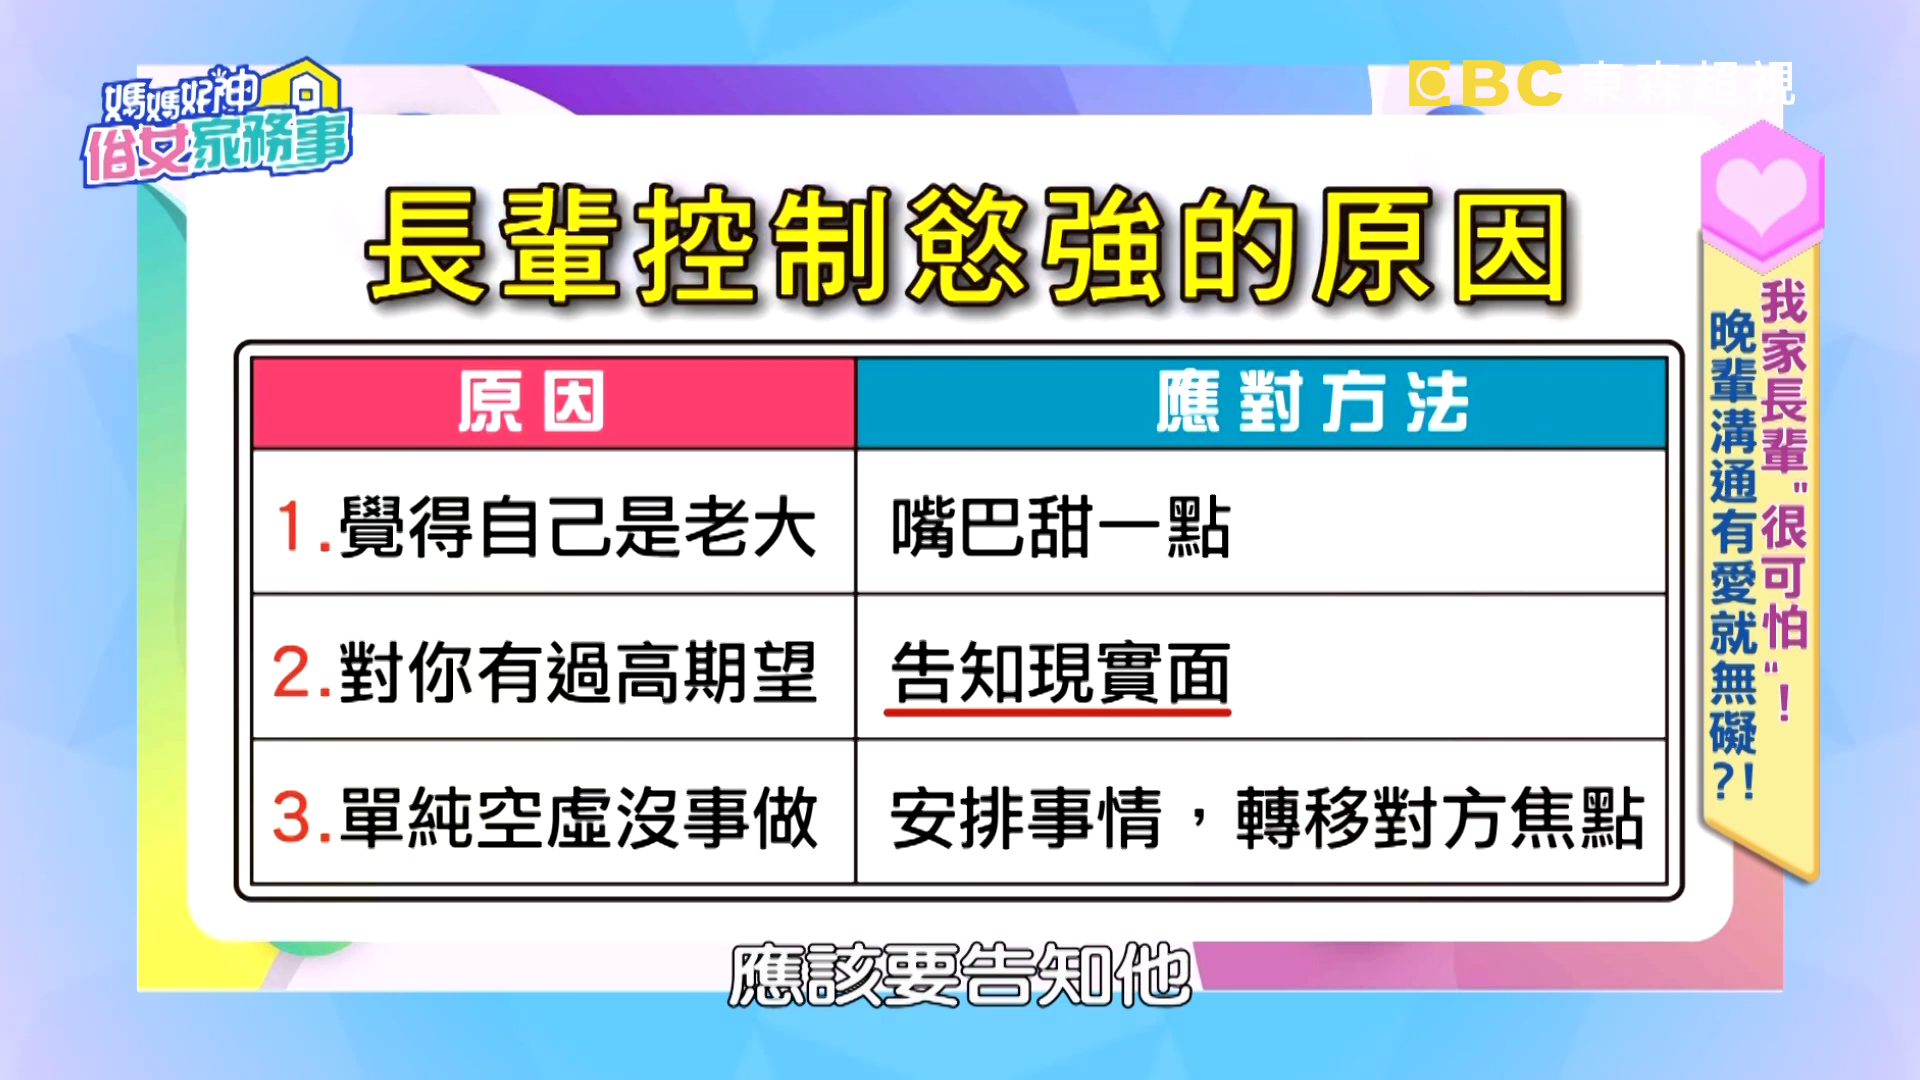 媽媽好神
俗女家務事
EBC 東森超視
長輩控制慾強的原因
原因 應對方法
1.覺得自己是老大 嘴巴甜一點
2.對你有過高期望 告知現實面
3.單純空虛沒事做 安排事情，轉移對方焦點
我家長輩"很可怕"！
晚輩溝通有愛就無礙?!
應該要告知他